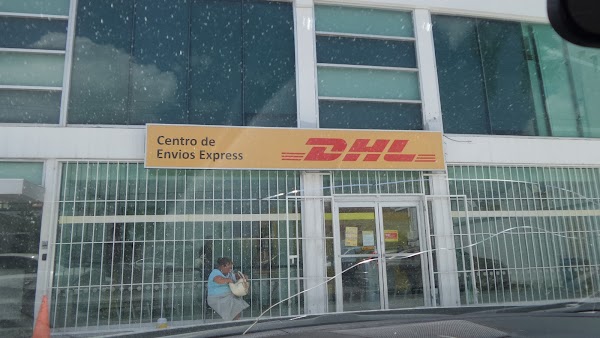 Centro de
Envios Express
DHL